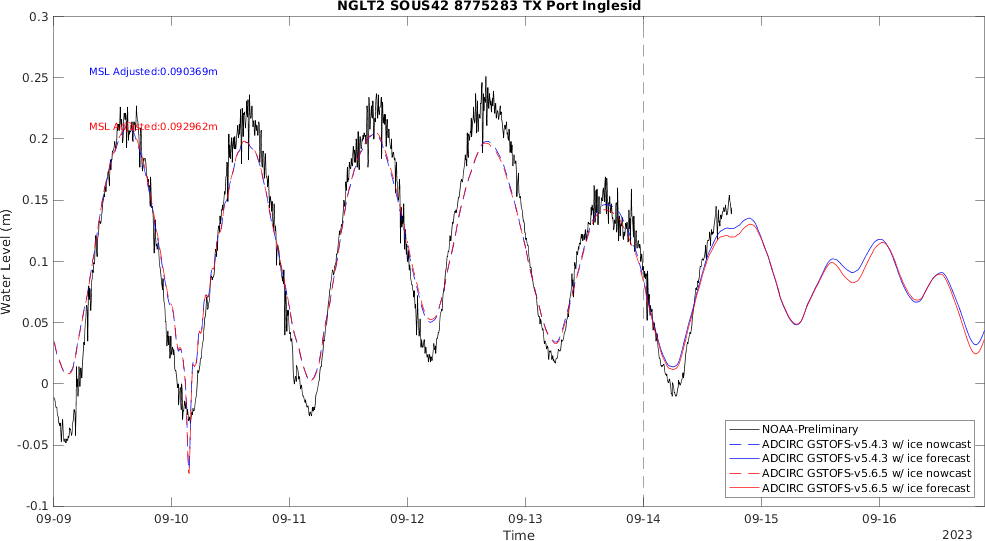 NGLT2 SOUS42 8775283 TX Port Inglesid
0.3
0.25
0.2
0.15
0.1
0.05
0
-0.05
-0.1
Water Level (m)
MSL Adjusted:0.090369m
MSL Adjusted:0.092962m
NOAA-Preliminary
ADCIRC GSTOFS-v5.4.3 w/ ice nowcast
ADCIRC GSTOFS-v5.4.3 w/ ice forecast
ADCIRC GSTOFS-v5.6.5 w/ ice nowcast
ADCIRC GSTOFS-v5.6.5 w/ ice forecast
09-09 09-10 09-11 09-12 09-13 09-14 09-15 09-16
Time
2023